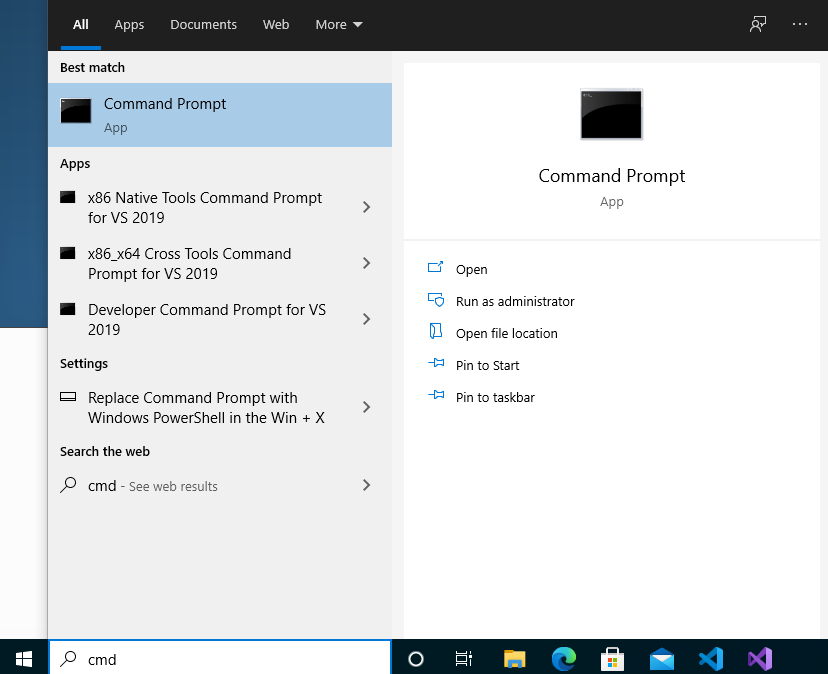 All Apps Documents Web More
Best match
Command Prompt
App
Apps
x86 Native Tools Command Prompt
for VS 2019
x86_x64 Cross Tools Command
Prompt for VS 2019
Developer Command Prompt for VS
2019
Settings
Replace Command Prompt with
Windows PowerShell in the Win + X
Search the web
cmd - See web results
Command Prompt
App
Open
Run as administrator
Open file location
Pin to Start
Pin to taskbar
cmd